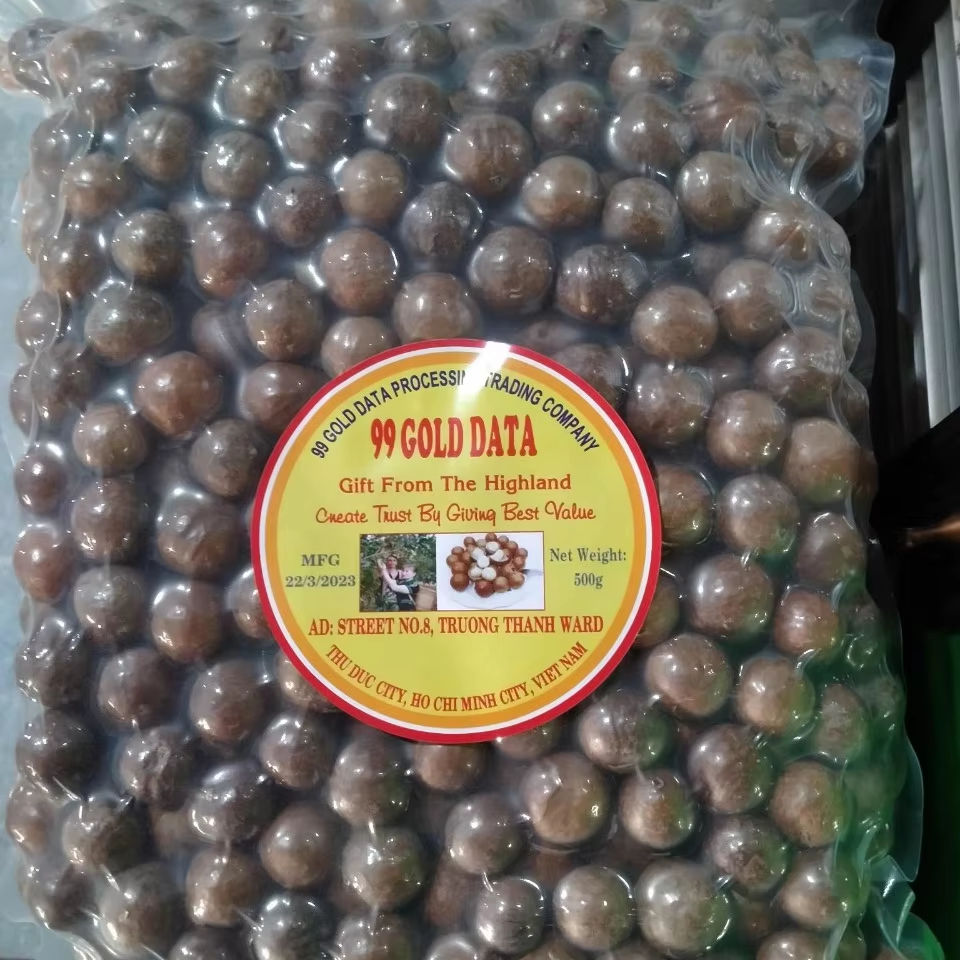 99 GOLD DATA PROCESSING TRADING COMPANY
99 GOLD DATA
Gift From The Highland
Create Trust By Giving Best Value
MFG
22/3/2023
Net Weight:
500g
AD: STREET NO.8, TRUONG THANH WARD
THU DUC CITY, HO CHI MINH CITY, VIET NAM